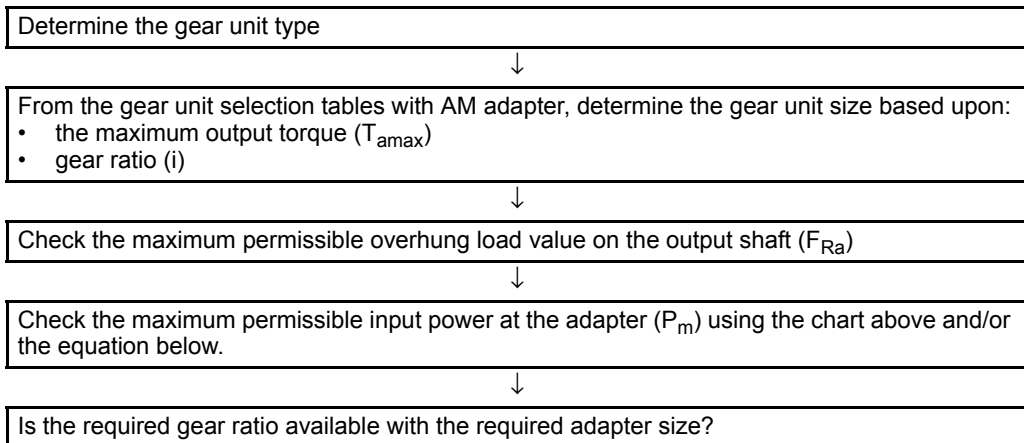 Determine the gear unit type
↓
From the gear unit selection tables with AM adapter, determine the gear unit size based upon:
• the maximum output torque (Tamax)
• gear ratio (i)
↓
Check the maximum permissible overhung load value on the output shaft (FRa)
↓
Check the maximum permissible input power at the adapter (Pm) using the chart above and/or
the equation below.
↓
Is the required gear ratio available with the required adapter size?